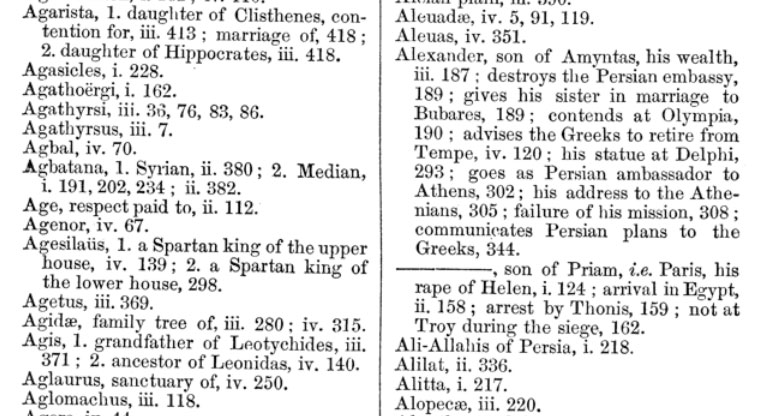 Agarista, 1. daughter of Clisthenes, con-
tention for, iii. 413 ; marriage of, 418 ;
2. daughter of Hippocrates, iii. 418.
Agasicles, i. 228.
Agathoërgi, i. 162.
Agathyrsi, iii. 36, 76, 83, 86.
Agathyrsus, iii. 7.
Agbal, iv. 70.
Agbatana, 1. Syrian, ii. 380 ; 2. Median,
i. 191, 202, 234 ; ii. 382.
Age, respect paid to, ii. 112.
Agenor, iv. 67.
Agesilaüs, 1. a Spartan king of the upper
house, iv. 139 ; 2. a Spartan king of
the lower house, 298.
Agetus, iii. 369.
Agidæ, family tree of, iii. 280 ; iv. 315.
Agis, 1. grandfather of Leotychides, iii.
371 ; 2. ancestor of Leonidas, iv. 140.
Aglaurus, sanctuary of, iv. 250.
Aglomachus, iii. 118.
Aleuadæ, iv. 5, 91, 119.
Aleuas, iv. 351.
Alexander, son of Amyntas, his wealth,
iii. 187 ; destroys the Persian embassy,
189 ; gives his sister in marriage to
Bubares, 189 ; contends at Olympia,
190 ; advises the Greeks to retire from
Tempe, iv. 120 ; his statue at Delphi,
293 ; goes as Persian ambassador to
Athens, 302 ; his address to the Athe-
nians, 305 ; failure of his mission, 308 ;
communicates Persian plans to the
Greeks, 344.
————, son of Priam, i.e. Paris, his
rape of Helen, i. 124 ; arrival in Egypt,
ii. 158 ; arrest by Thonis, 159 ; not at
Troy during the siege, 162.
Ali-Allahis of Persia, i. 218.
Alilat, ii. 336.
Alitta, i. 217.
Alopecæ, iii. 220.